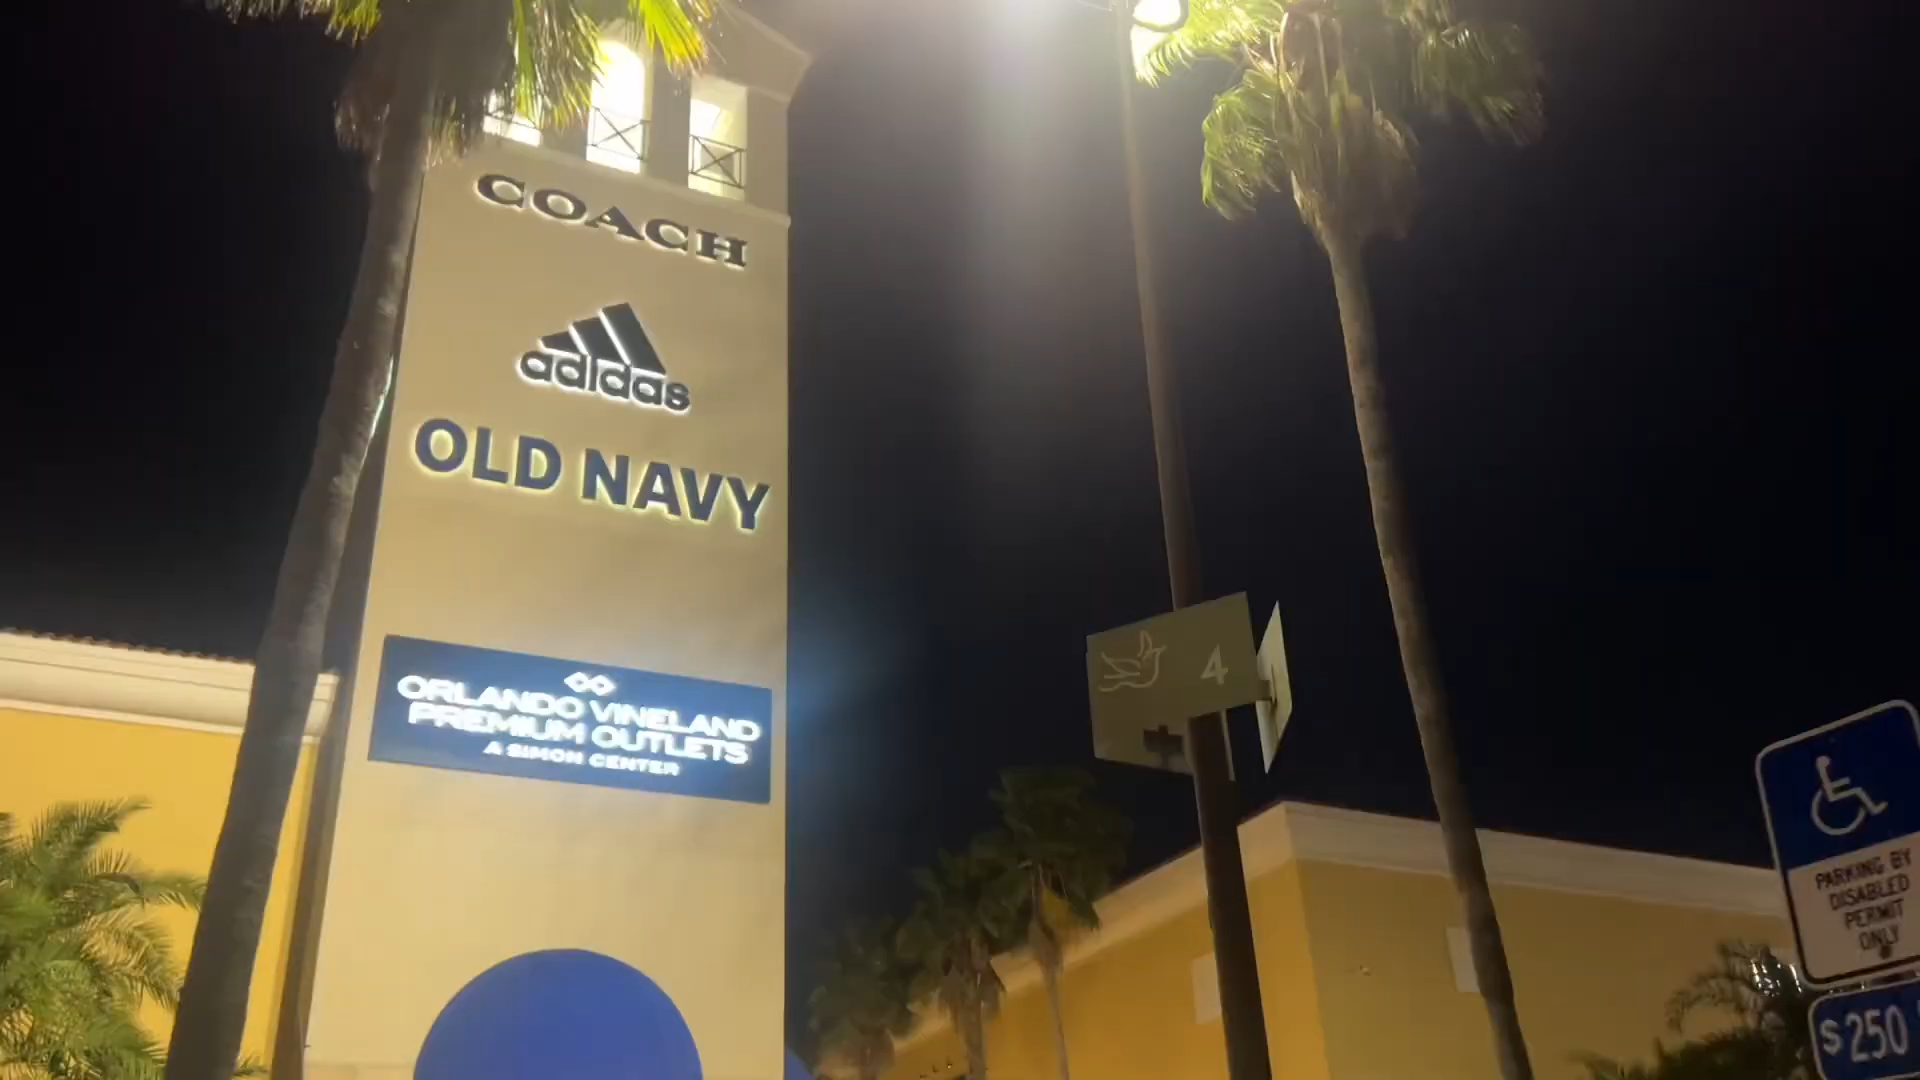 COACH
adidas
OLD NAVY
ORLANDO VINELAND
PREMIUM OUTLETS
A SIMON CENTER
4
PARKING BY
DISABLED
PERMIT
ONLY
$250